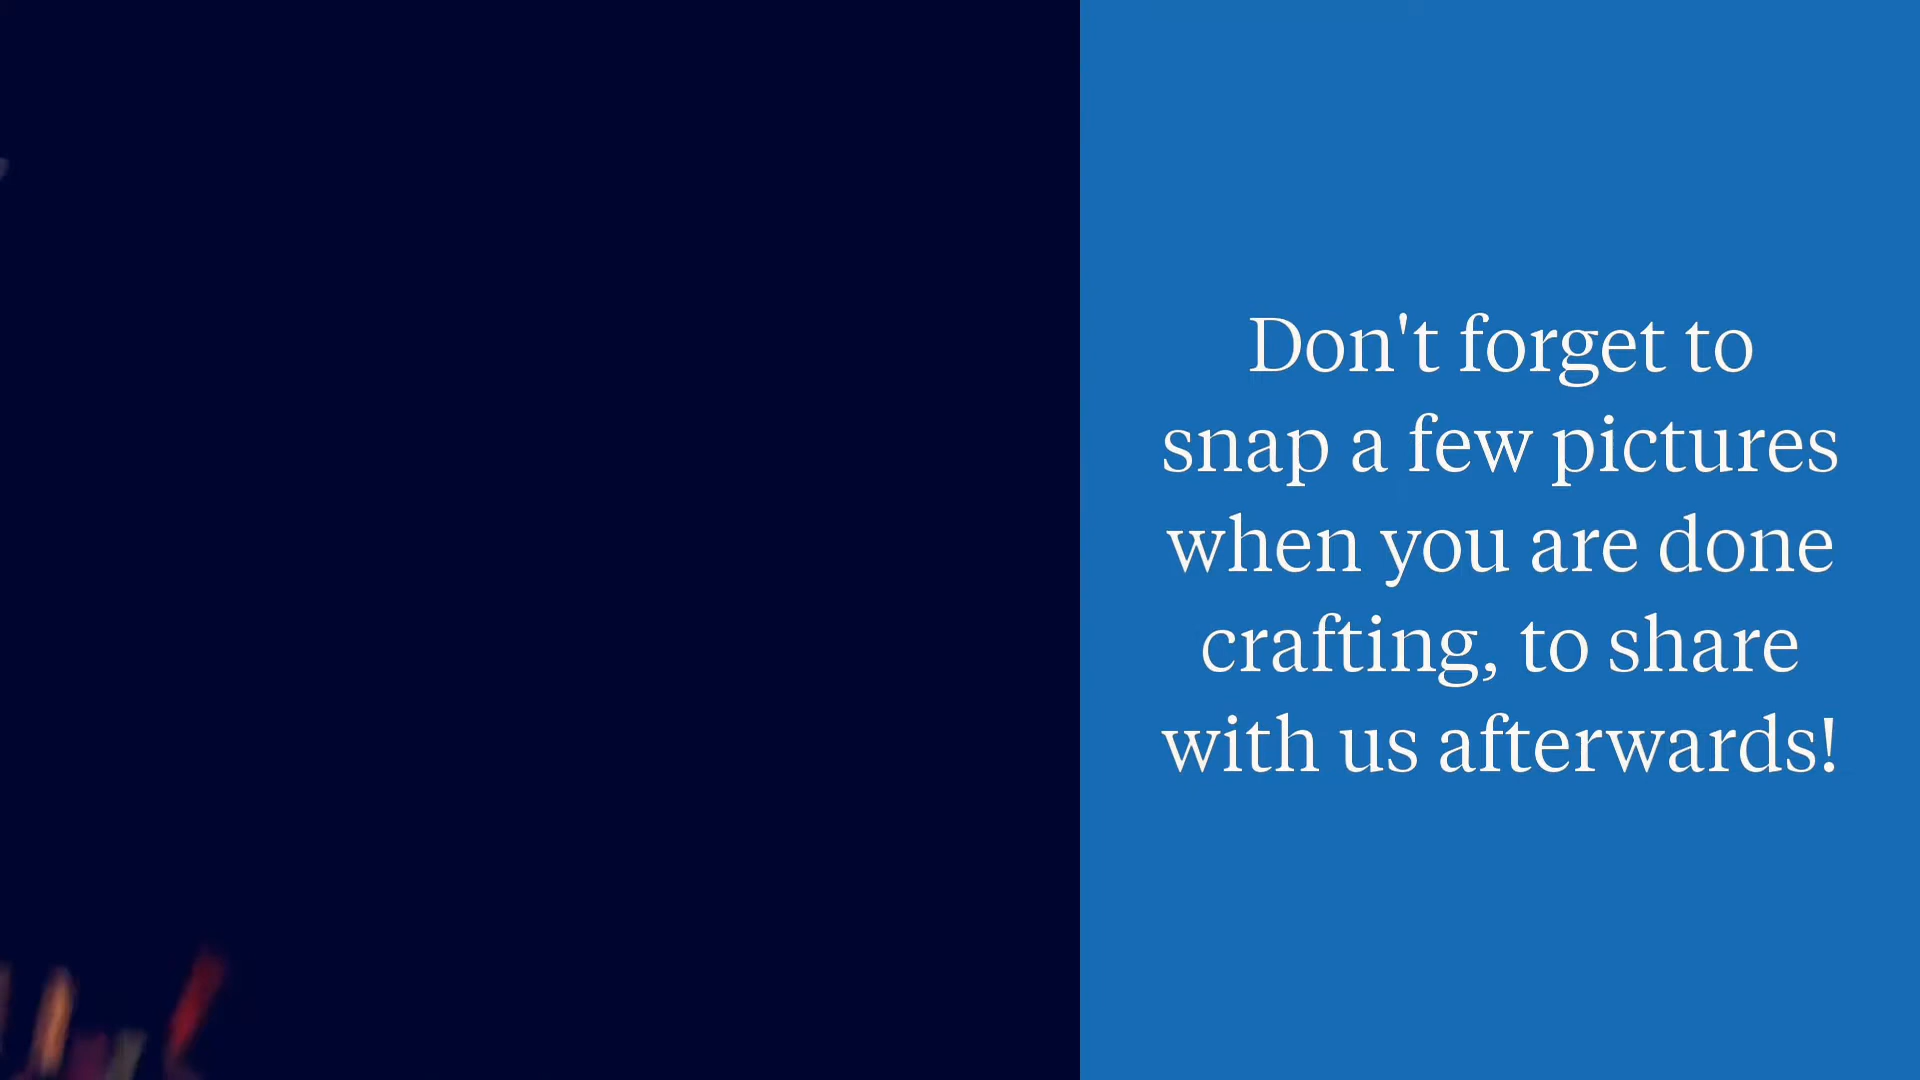 Don't forget to
snap a few pictures
when you are done
crafting, to share
with us afterwards!